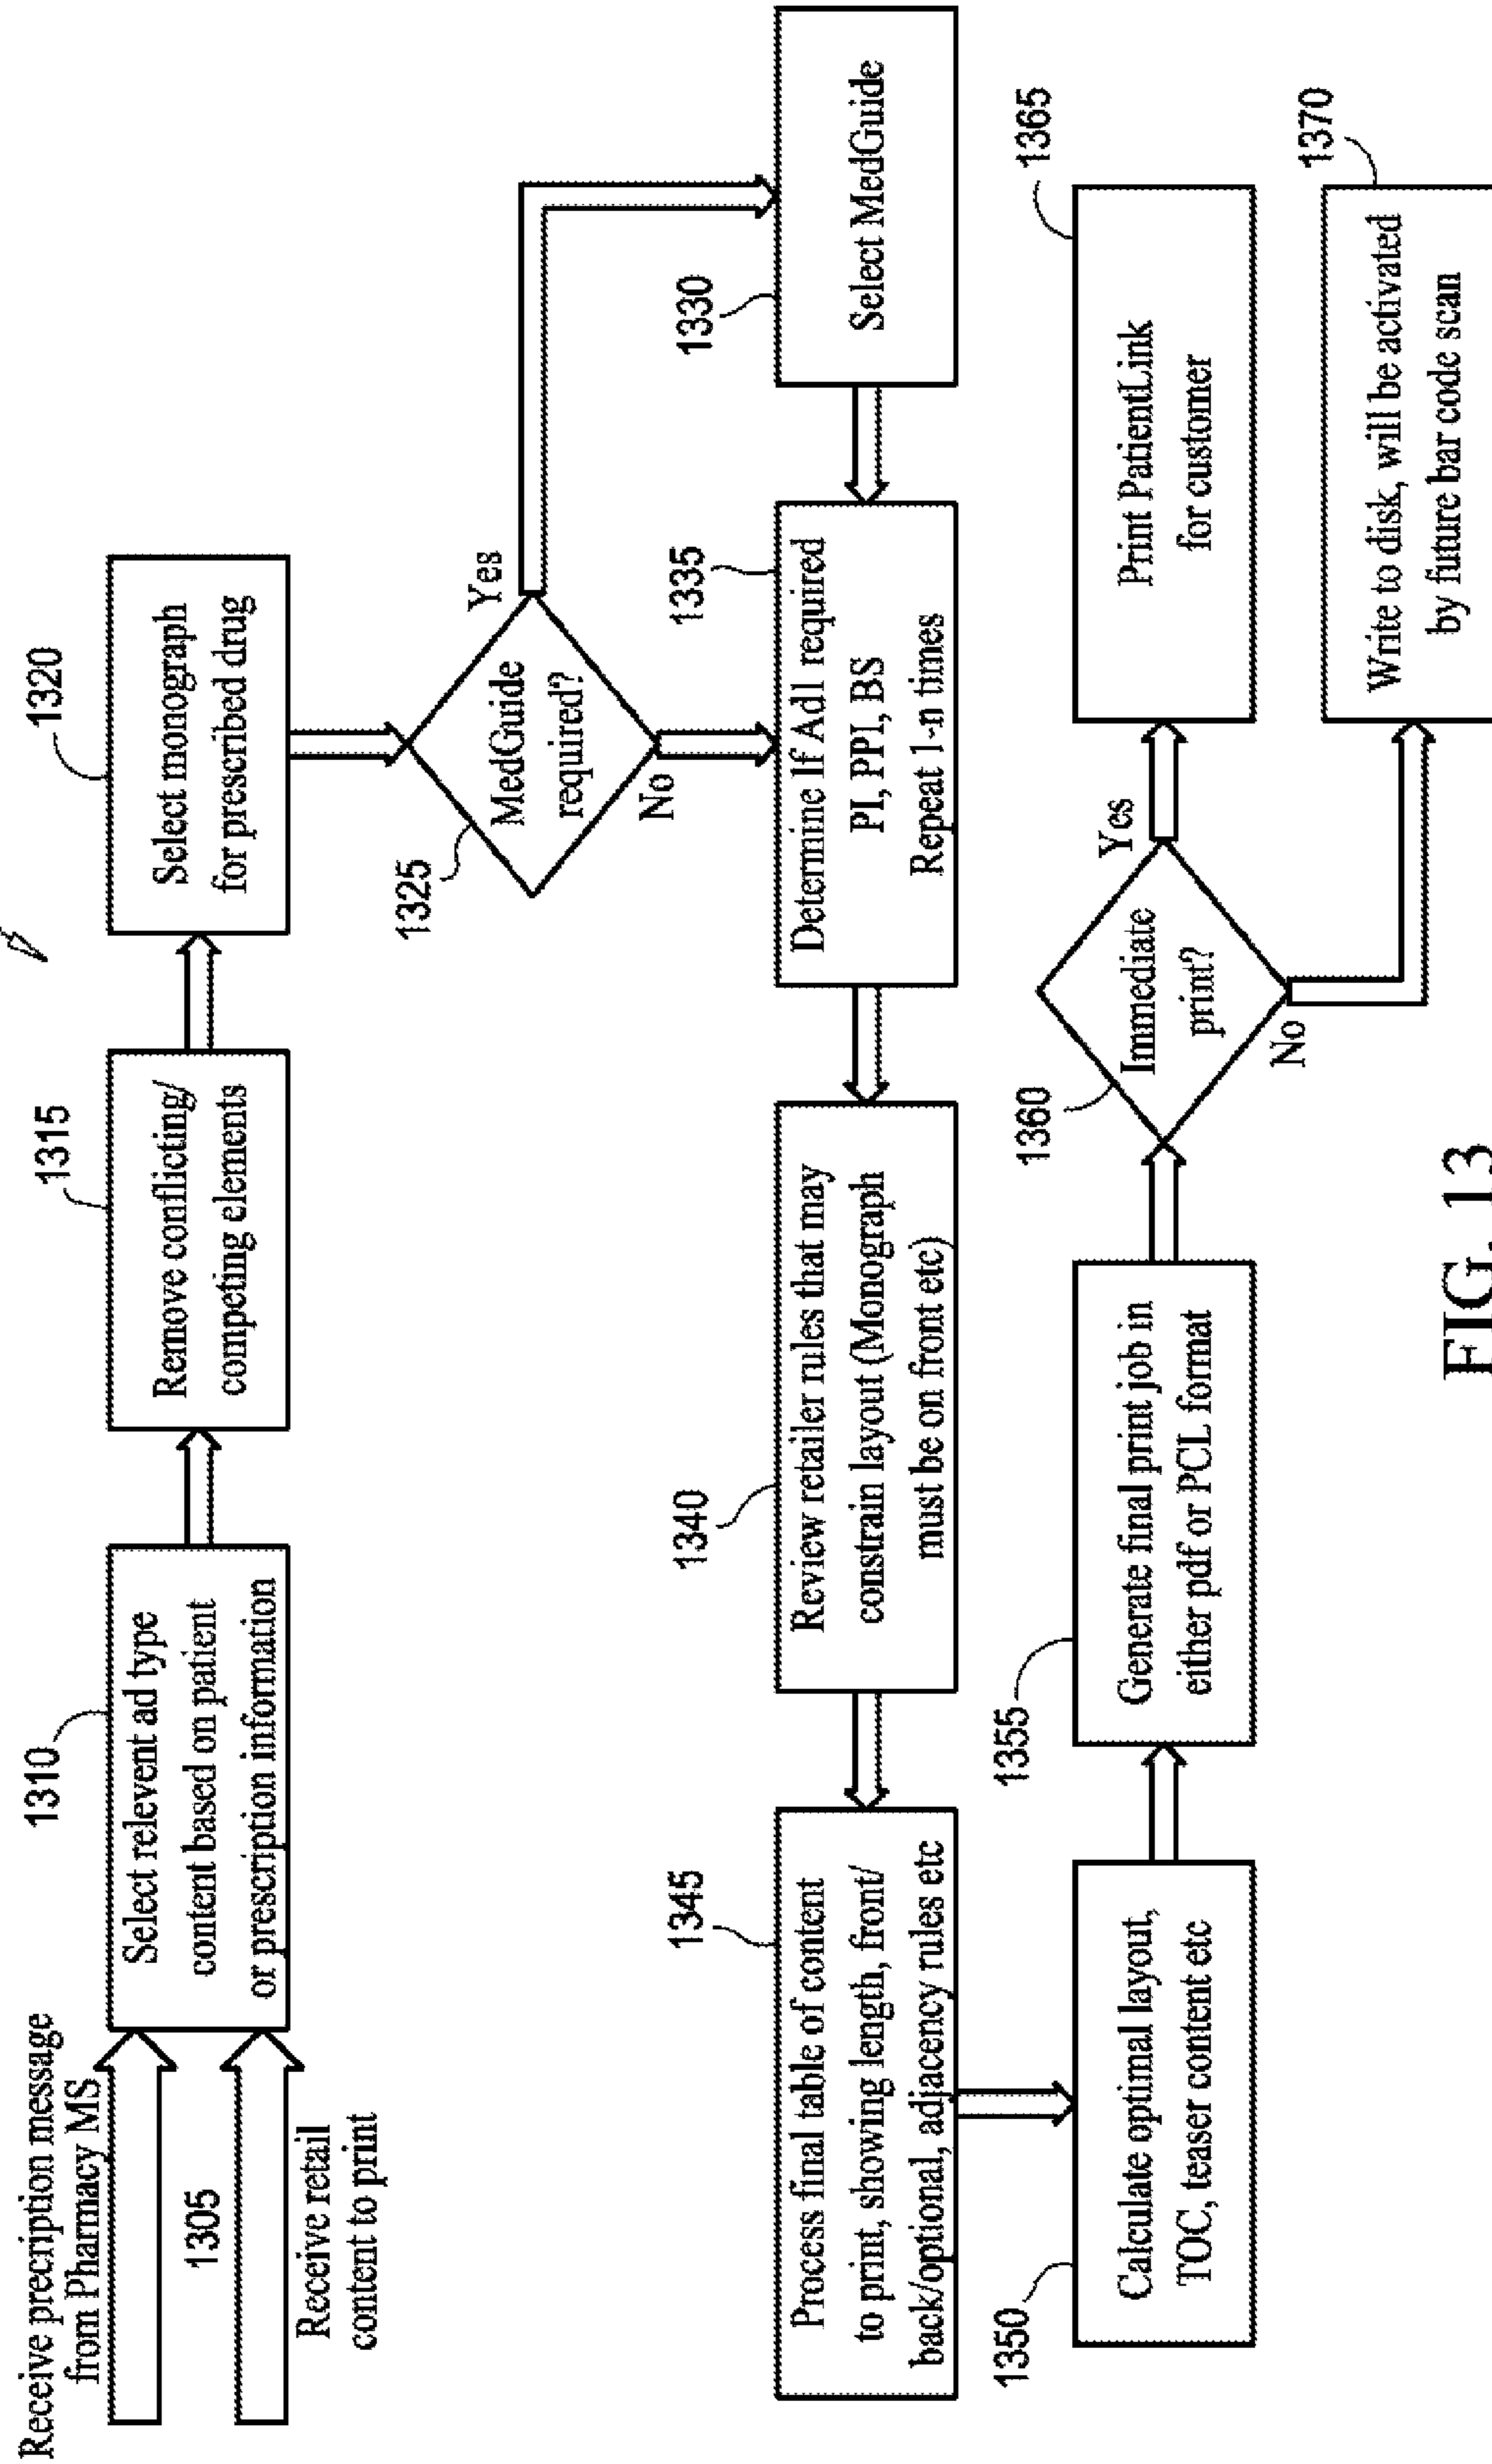 Receive precription message
from Pharmacy MS
1305
Receive retail
content to print
1310
Select relevent ad type
content based on patient
or prescription information
1315
Remove conflicting/
competing elements
1320
Select monograph
for prescribed drug
1325
MedGuide
required?
Yes
No
1330
Select MedGuide
1335
Determine If Adl required
PI, PPI, BS
Repeat 1-n times
1340
Review retailer rules that may
constrain layout (Monograph
must be on front etc)
1345
Process final table of content
to print, showing length, front/
back/optional, adjacency rules etc
1350
Calculate optimal layout,
TOC, teaser content etc
1355
Generate final print job in
either pdf or PCL format
1360
Immediate
print?
Yes
No
1365
Print PatientLink
for customer
1370
Write to disk, will be activated
by future bar code scan
FIG. 13